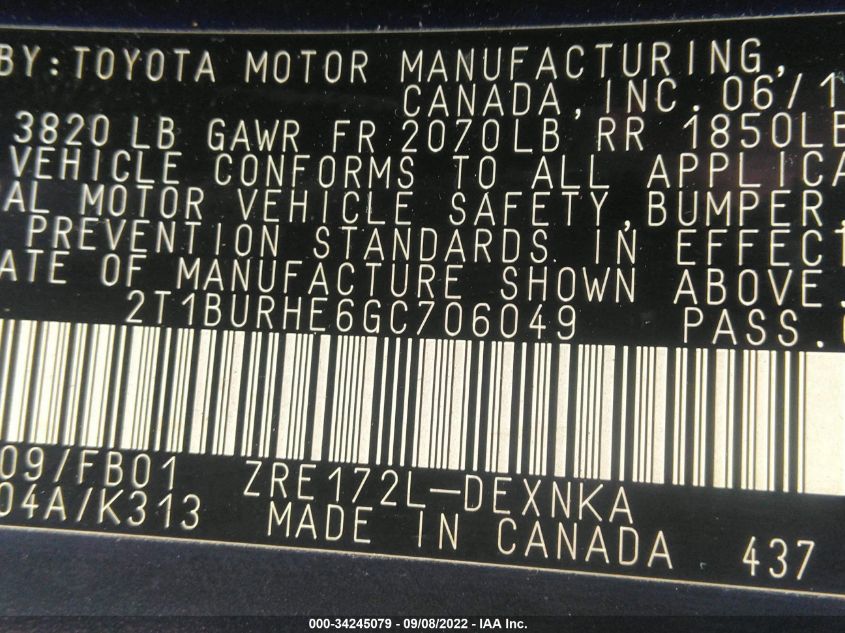 BY: TOYOTA MOTOR MANUFACTURING,
CANADA, INC. 06/1
3820 LB GAWR FR 2070LB RR 1850LB
VEHICLE CONFORMS TO ALL APPLICA
AL MOTOR VEHICLE SAFETY, BUMPER,
PREVENTION STANDARDS IN EFFECT
ATE OF MANUFACTURE SHOWN ABOVE.
2T1BURHE6GC706049 PASS.
09/FB01 ZRE172L-DEXNKA
04A/K313 MADE IN CANADA 437
000-34245079 - 09/08/2022 - IAA Inc.